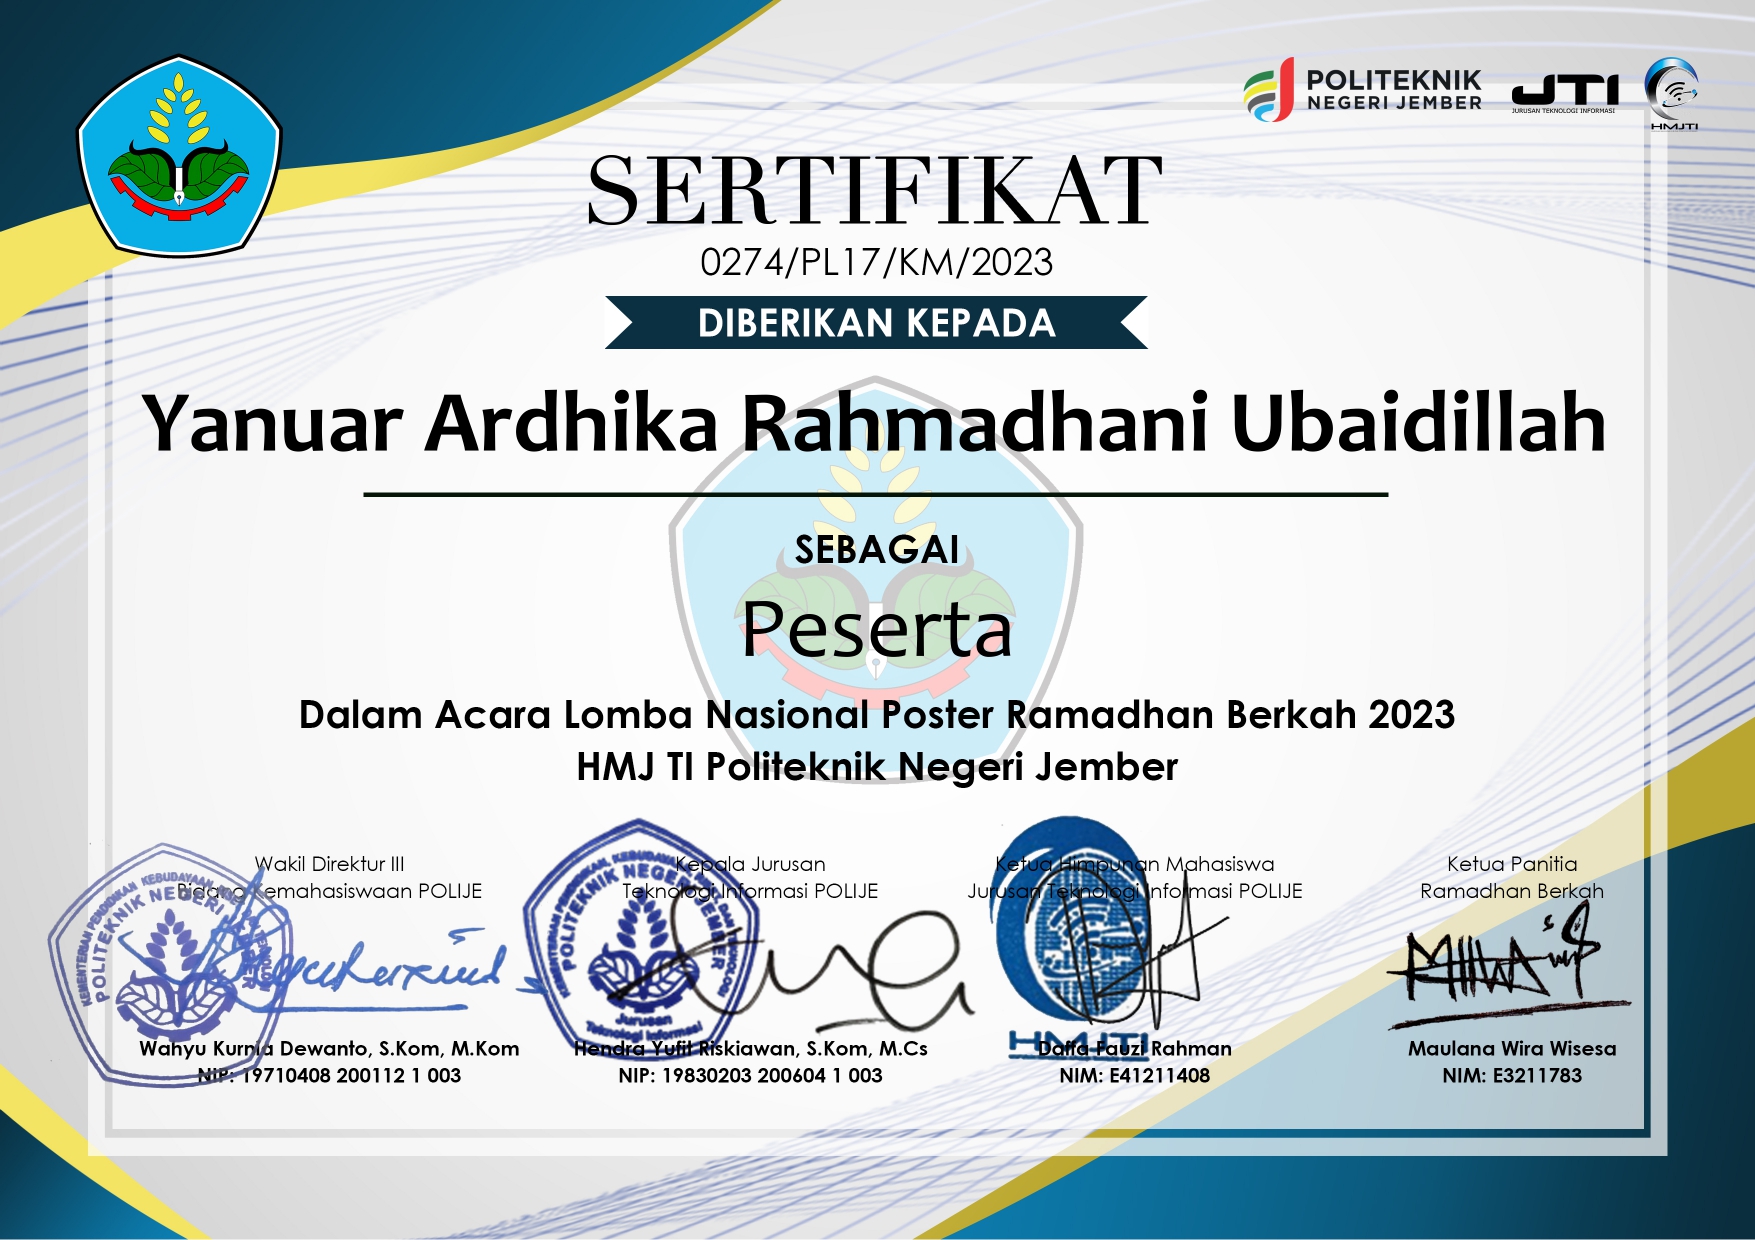 POLITEKNIK
NEGERI JEMBER
JTI
JURUSAN TEKNOLOGI INFORMASI
HMJTI
SERTIFIKAT
0274/PL17/KM/2023
DIBERIKAN KEPADA
Yanuar Ardhika Rahmadhani Ubaidillah
SEBAGAI
Peserta
Dalam Acara Lomba Nasional Poster Ramadhan Berkah 2023
HMJ TI Politeknik Negeri Jember
Wakil Direktur III
Bidang Kemahasiswaan POLIJE
POLITEKNIK NEGERI
Wahyu Kurnia Dewanto, S.Kom, M.Kom
NIP: 19710408 200112 1 003
Kepala Jurusan
Teknologi Informasi POLIJE
POLITEKNIK NEGERI JEMBER
Jurusan
Teknologi Informasi
Hendra Yufit Riskiawan, S.Kom, M.Cs
NIP: 19830203 200604 1 003
Ketua Himpunan Mahasiswa
Jurusan Teknologi Informasi POLIJE
HMJTI
Daffa Fauzi Rahman
NIM: E41211408
Ketua Panitia
Ramadhan Berkah
Maulana Wira Wisesa
NIM: E3211783